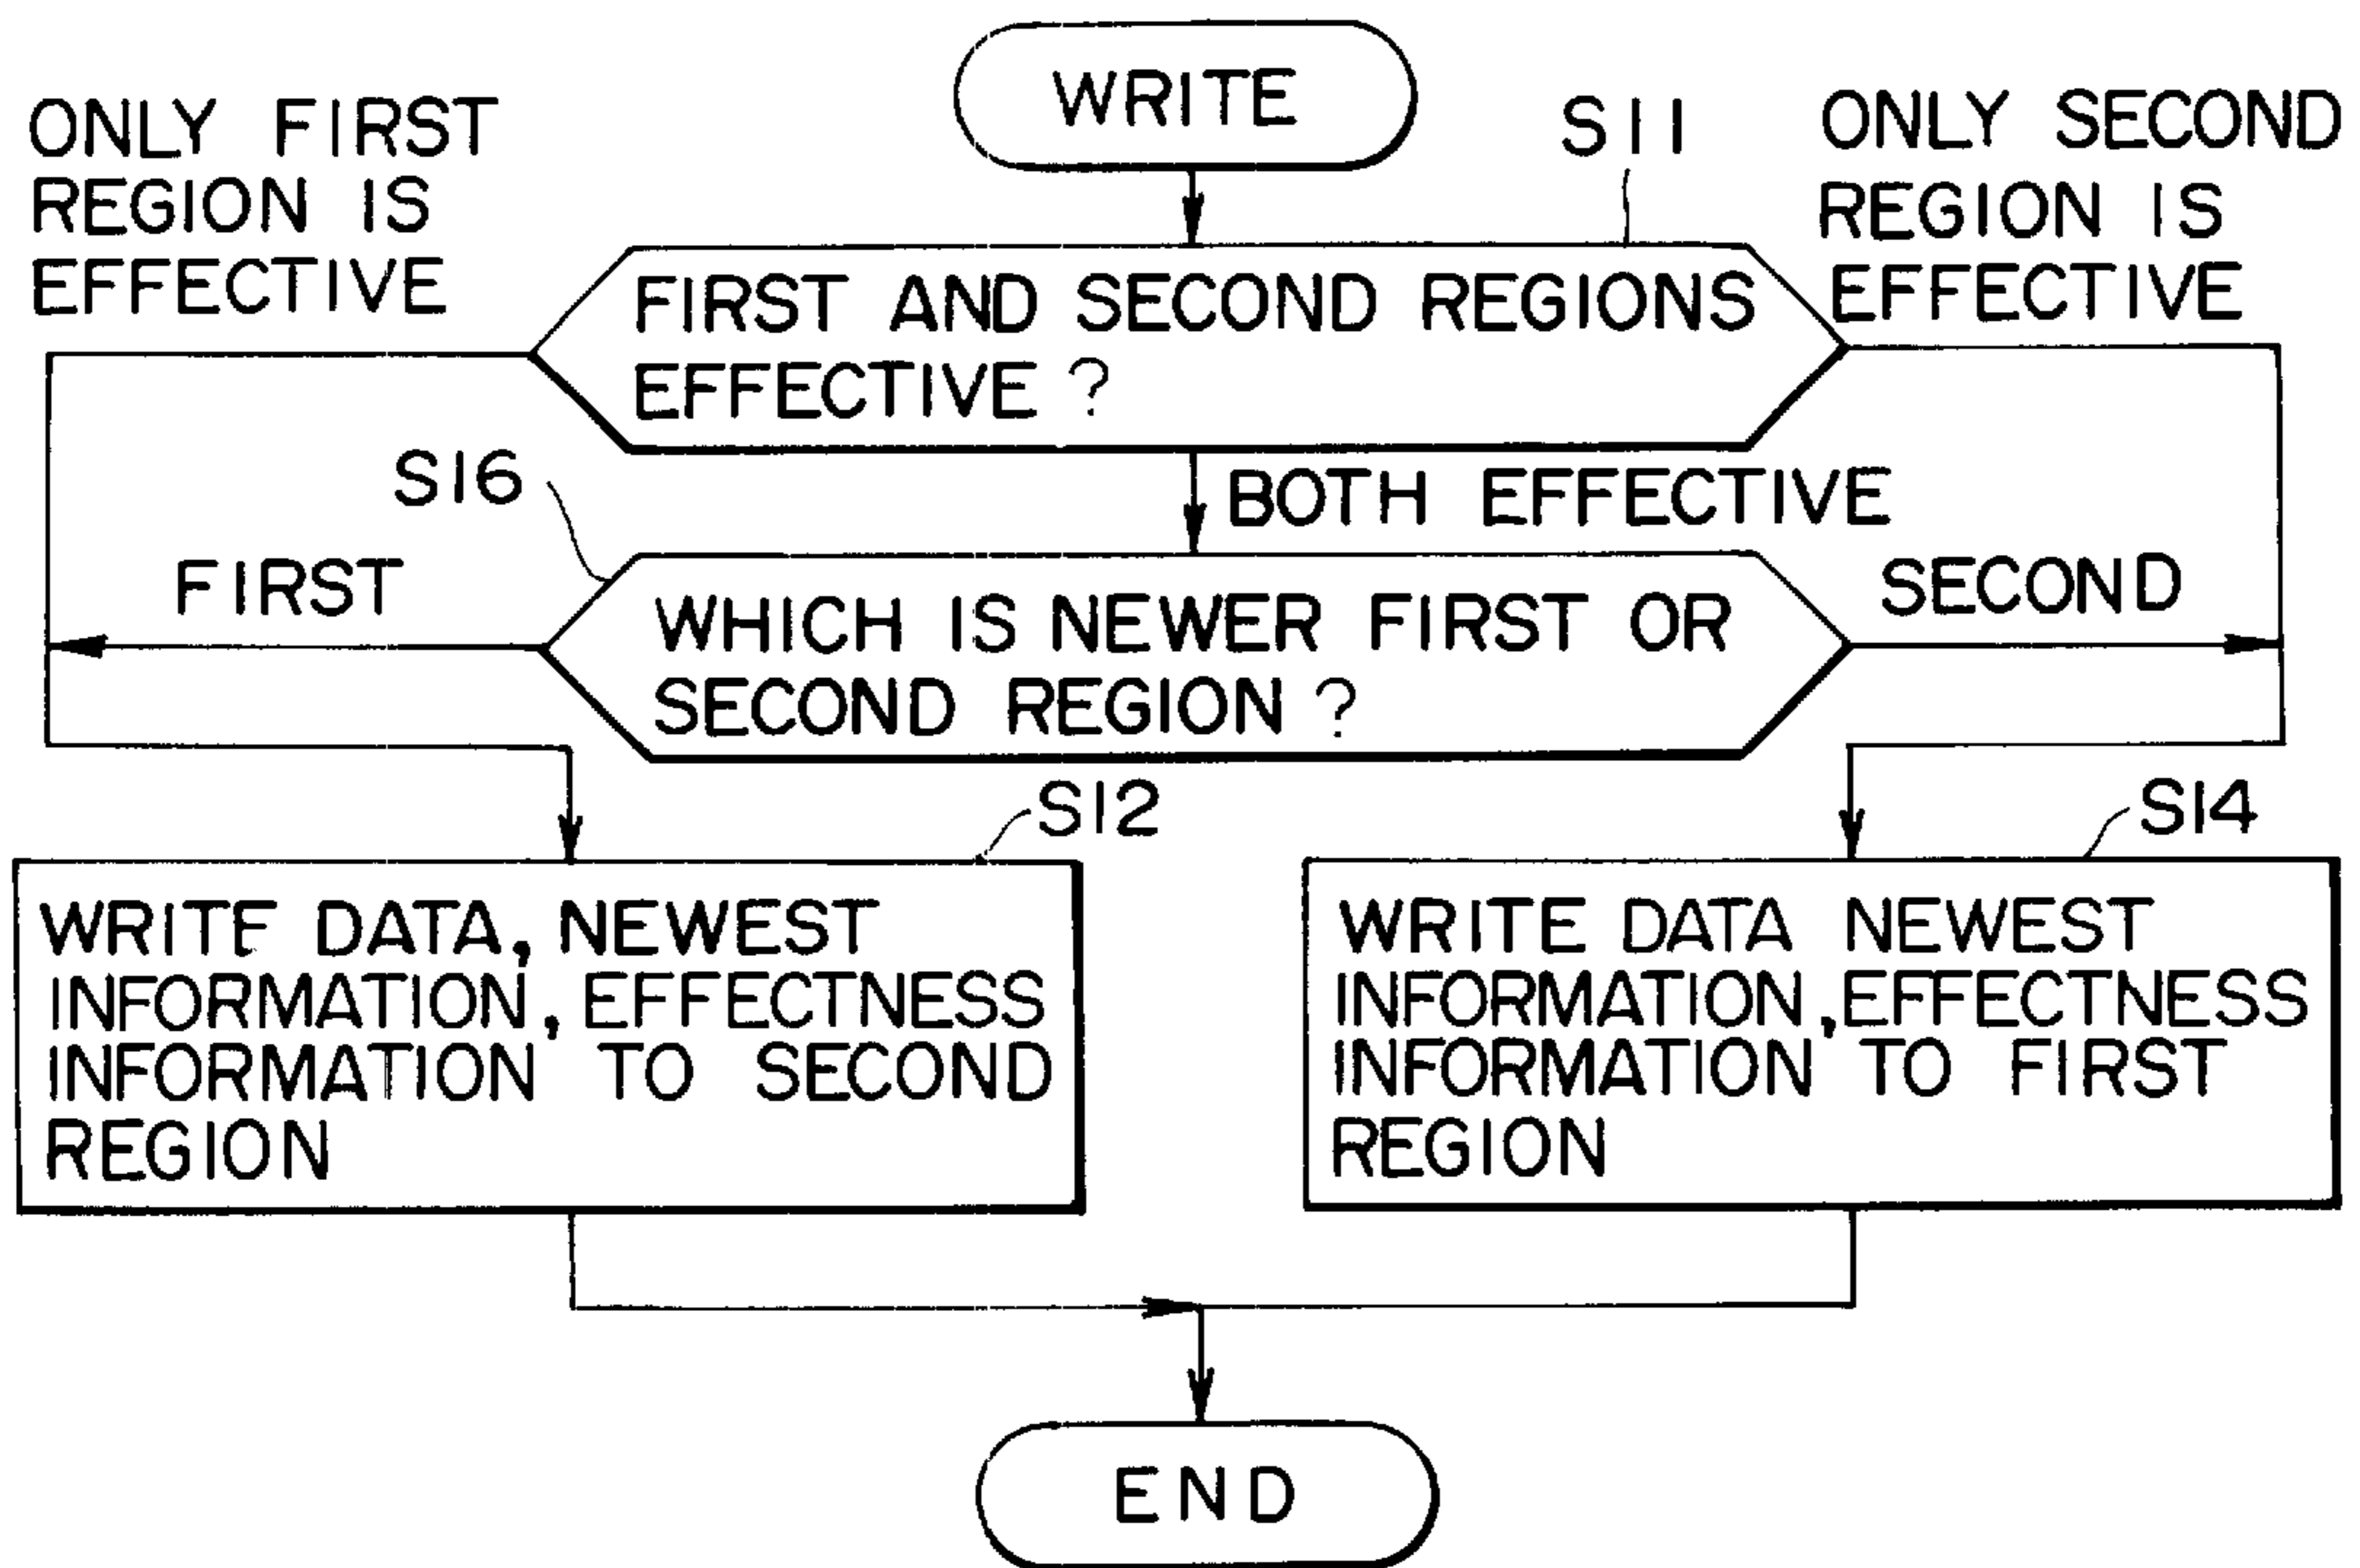 WRITE
ONLY FIRST
REGION IS
EFFECTIVE
S11
ONLY SECOND
REGION IS
EFFECTIVE
FIRST AND SECOND REGIONS
EFFECTIVE ?
BOTH EFFECTIVE
S16
FIRST
WHICH IS NEWER FIRST OR
SECOND REGION ?
SECOND
S12
WRITE DATA, NEWEST
INFORMATION, EFFECTNESS
INFORMATION TO SECOND
REGION
S14
WRITE DATA NEWEST
INFORMATION, EFFECTNESS
INFORMATION TO FIRST
REGION
END